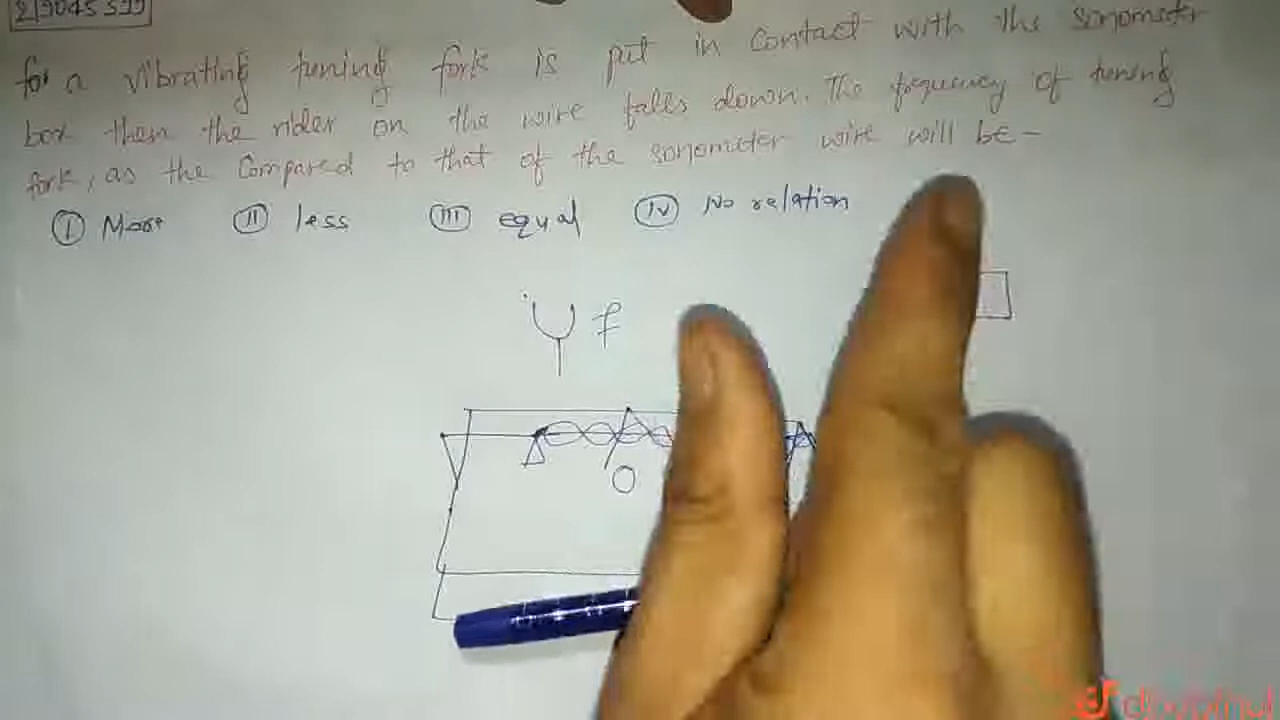 for a vibrating tuning fork is put in contact with the sonometer
box then the rider on the wire falls down. The frequency of tuning
fork, as the compared to that of the sonometer wire will be -
I More II less III equal IV No relation
f